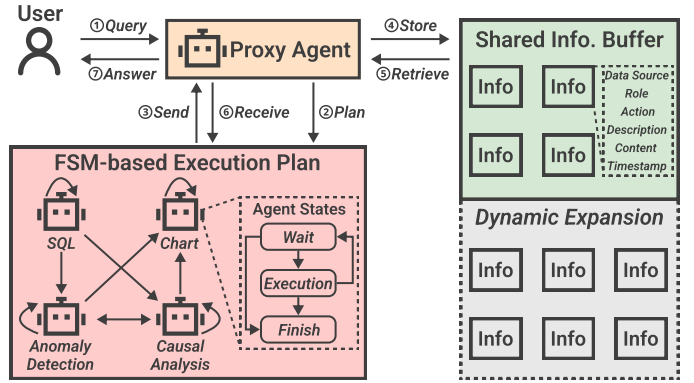 User
①Query
⑦Answer
Proxy Agent
④Store
⑤Retrieve
③Send
⑥Receive
②Plan
Shared Info. Buffer
Info
Info
Info
Info
Data Source
Role
Action
Description
Content
Timestamp
FSM-based Execution Plan
SQL
Chart
Anomaly
Detection
Causal
Analysis
Agent States
Wait
Execution
Finish
Dynamic Expansion
Info
Info
Info
Info
Info
Info